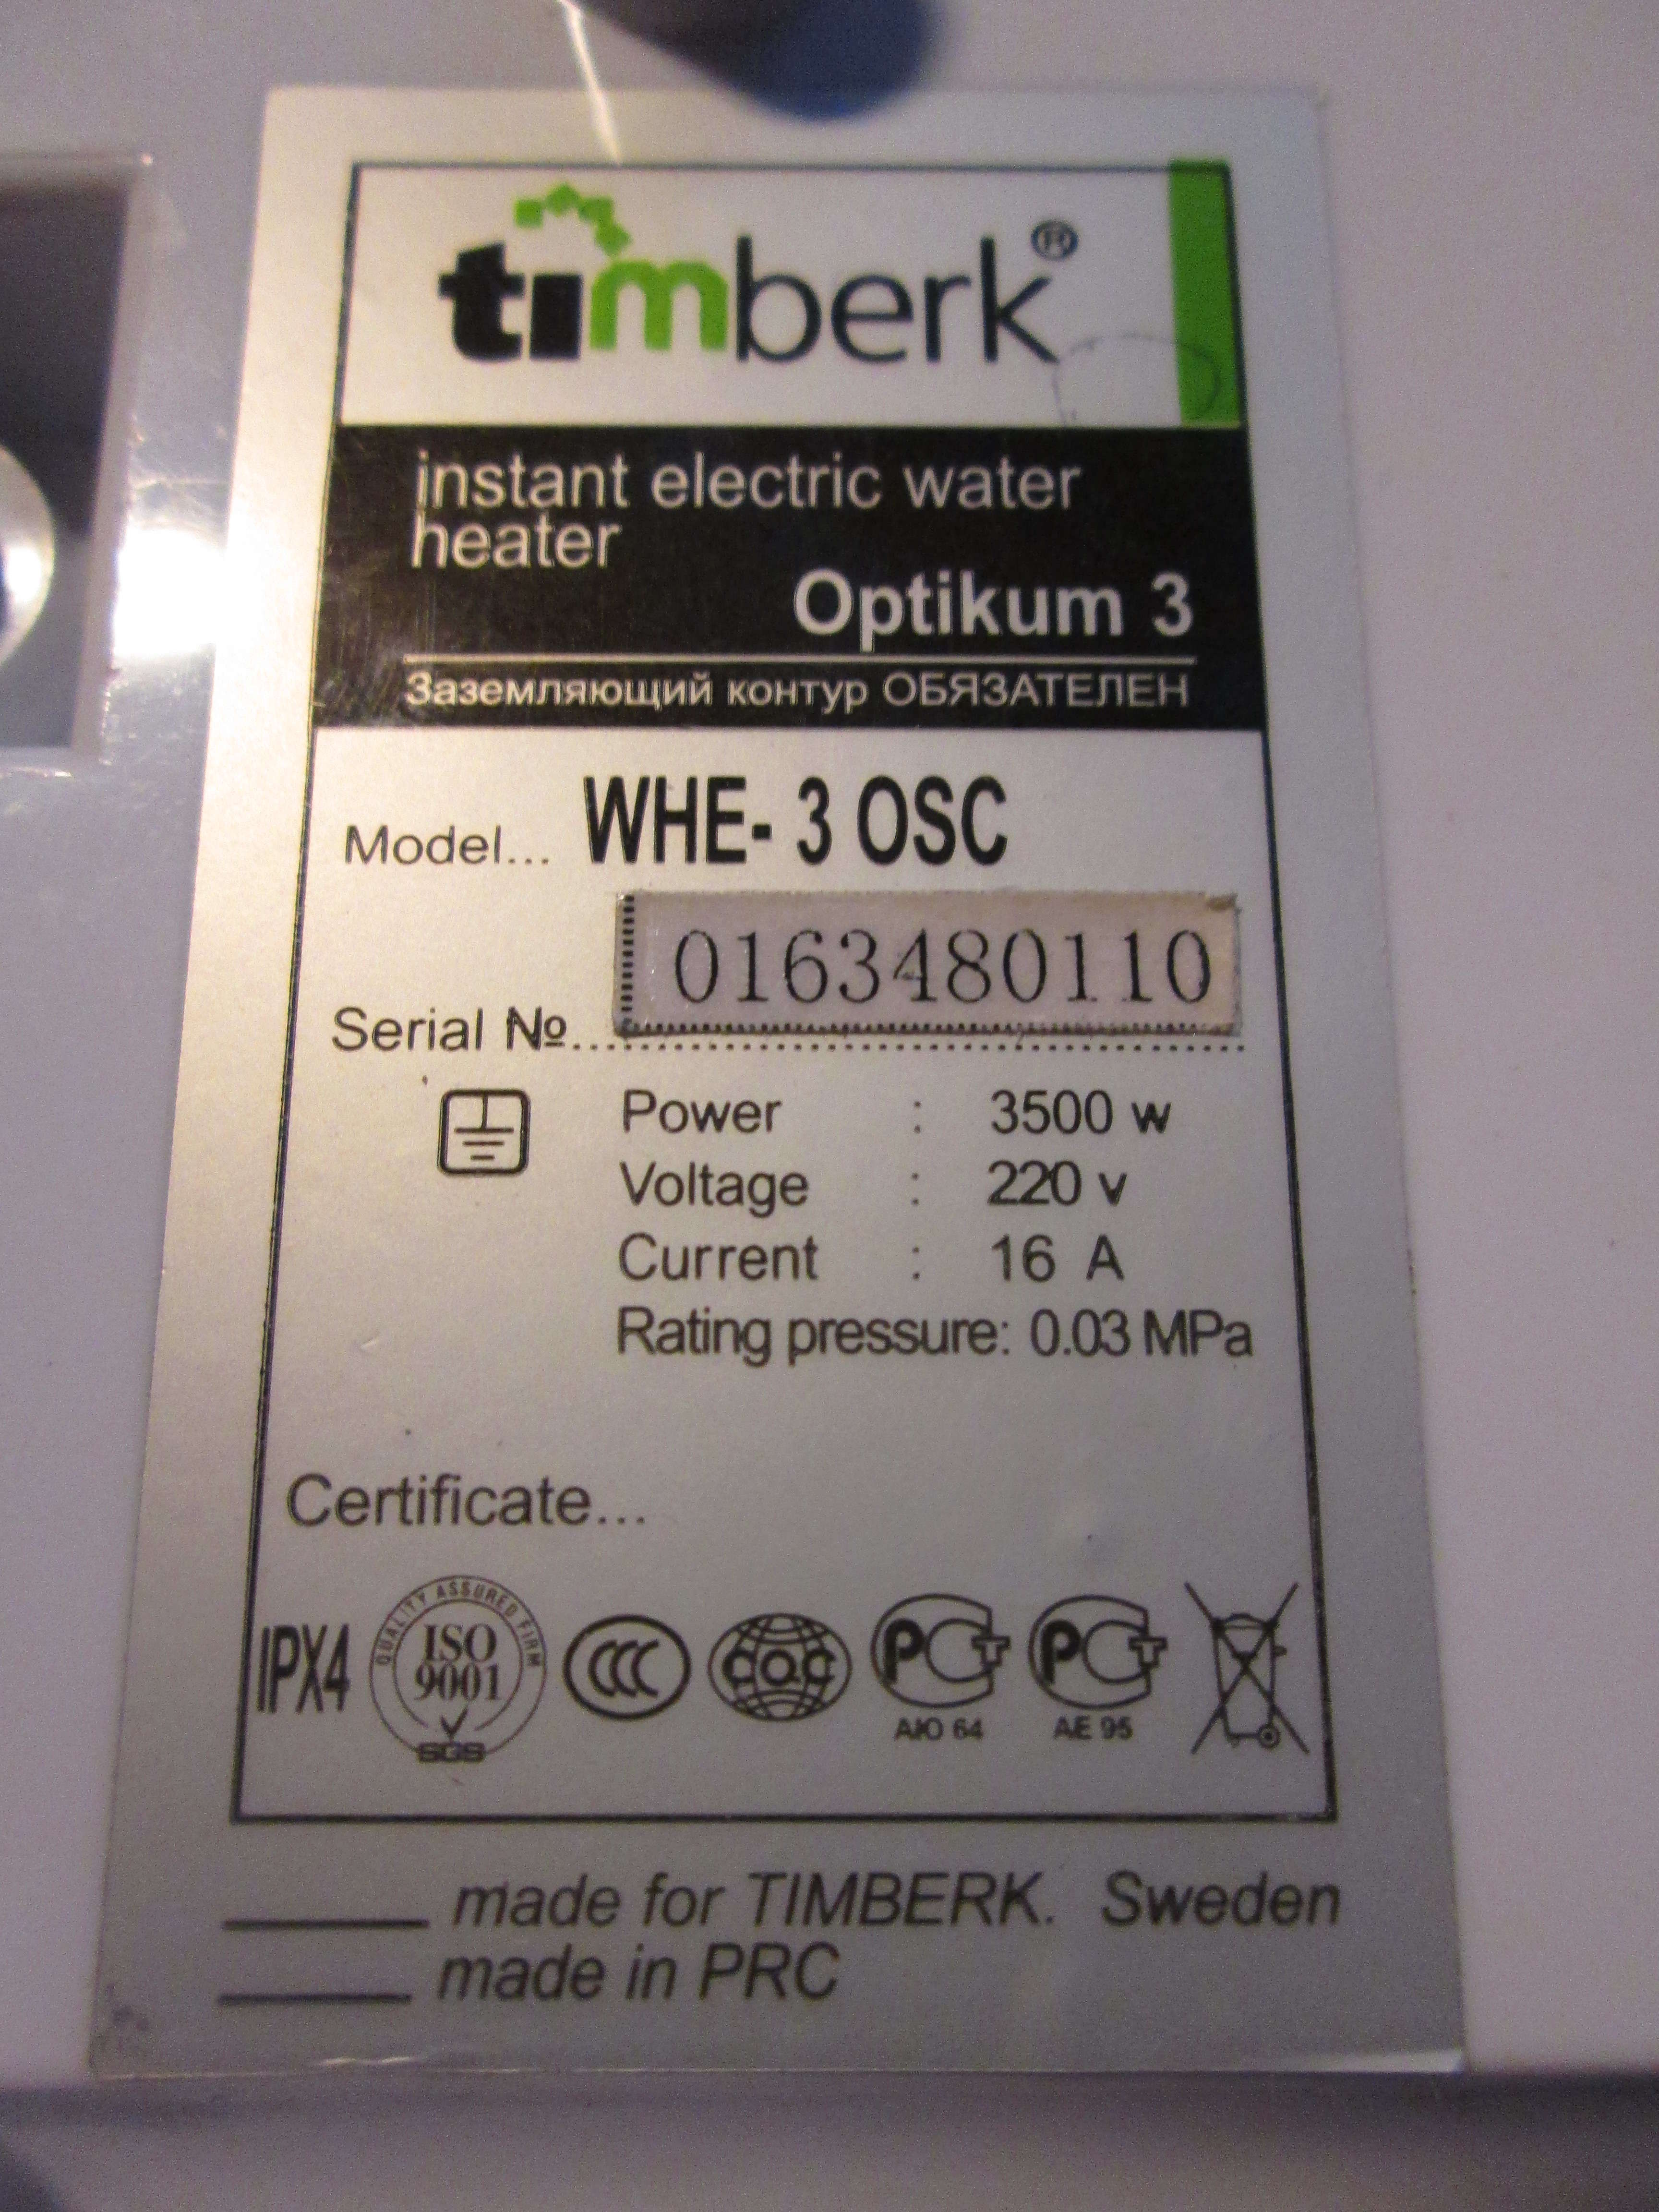 timberk®
instant electric water
heater
Optikum 3
Заземляющий контур ОБЯЗАТЕЛЕН
Model... WHE- 3 OSC
0163480110
Serial №...
Power : 3500 w
Voltage : 220 v
Current : 16 A
Rating pressure: 0.03 MPa
Certificate...
IPX4
QUALITY ASSURED FIRM
ISO
9001
SGS
CCC
CQC
РСТ
АЮ 64
РСТ
АЕ 95
made for TIMBERK. Sweden
made in PRC